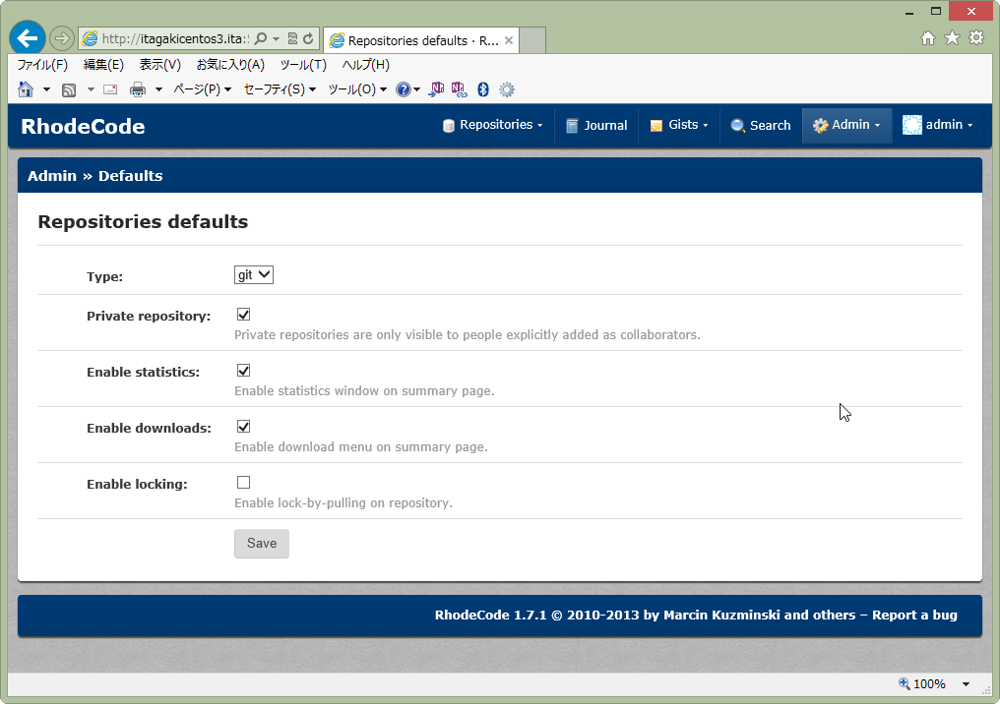 http://itagakicentos3.ita:
Repositories defaults · R...
ファイル(F) 編集(E) 表示(V) お気に入り(A) ツール(T) ヘルプ(H)
ページ(P) セーフティ(S) ツール(O)
RhodeCode Repositories Journal Gists Search Admin admin
Admin » Defaults
Repositories defaults
Type: git
Private repository:
Private repositories are only visible to people explicitly added as collaborators.
Enable statistics:
Enable statistics window on summary page.
Enable downloads:
Enable download menu on summary page.
Enable locking:
Enable lock-by-pulling on repository.
Save
RhodeCode 1.7.1 © 2010-2013 by Marcin Kuzminski and others – Report a bug
100%